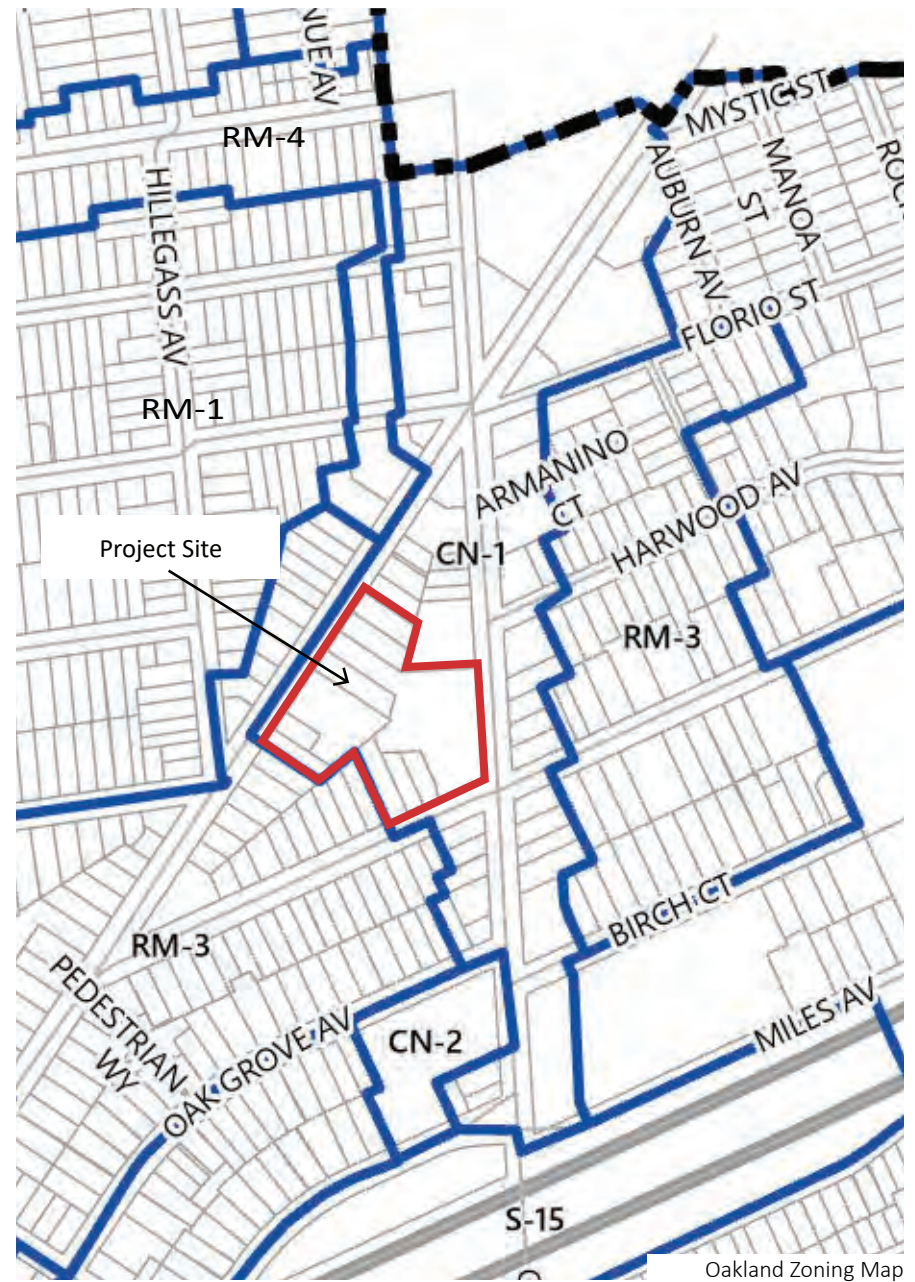 NUE AV
RM-4
MYSTIC ST
HILLEGASS AV
AUBURN AV
MANOA
ST
ROC
FLORIO ST
RM-1
ARMANINO
CT
HARWOOD AV
Project Site
CN-1
RM-3
BIRCH CT
RM-3
PEDESTRIAN
WY
OAK GROVE AV
CN-2
MILES AV
S-15
Oakland Zoning Map